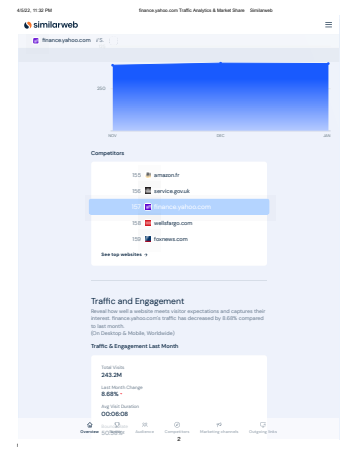 4/5/22, 11:32 PM finance.yahoo.com Traffic Analytics & Market Share Similarweb
similarweb
finance.yahoo.com
250
NOV DEC JAN
Competitors
155 amazon.fr
156 service.gov.uk
157 finance.yahoo.com
158 wellsfargo.com
159 foxnews.com
See top websites →
Traffic and Engagement
Reveal how well a website meets visitor expectations and captures their
interest. finance.yahoo.com's traffic has decreased by 8.68% compared
to last month.
(On Desktop & Mobile, Worldwide)
Traffic & Engagement Last Month
Total Visits
243.2M
Last Month Change
8.68%
Avg Visit Duration
00:06:08
Overview Audience Competitors Marketing channels Outgoing links
2